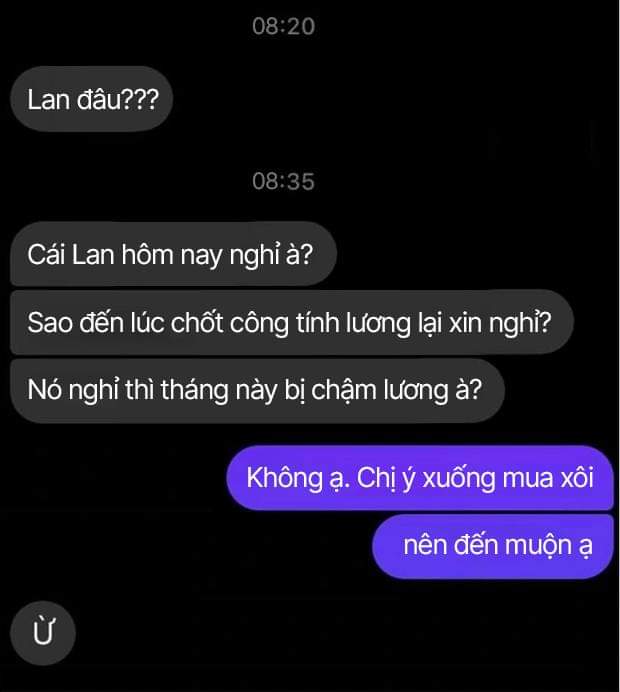 08:20
Lan đâu???
08:35
Cái Lan hôm nay nghỉ à?
Sao đến lúc chốt công tính lương lại xin nghỉ?
Nó nghỉ thì tháng này bị chậm lương à?
Không ạ. Chị ý xuống mua xôi
nên đến muộn ạ
Ừ